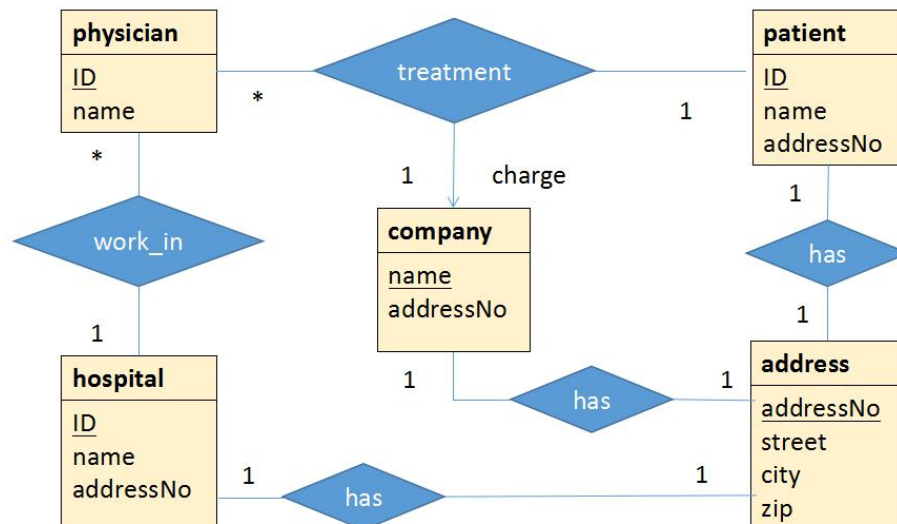 physician
ID
name
treatment
patient
ID
name
addressNo
*
1
*
1
charge
1
work_in
company
name
addressNo
has
1
1
hospital
ID
name
addressNo
1
has
1
address
addressNo
street
city
zip
1
has
1